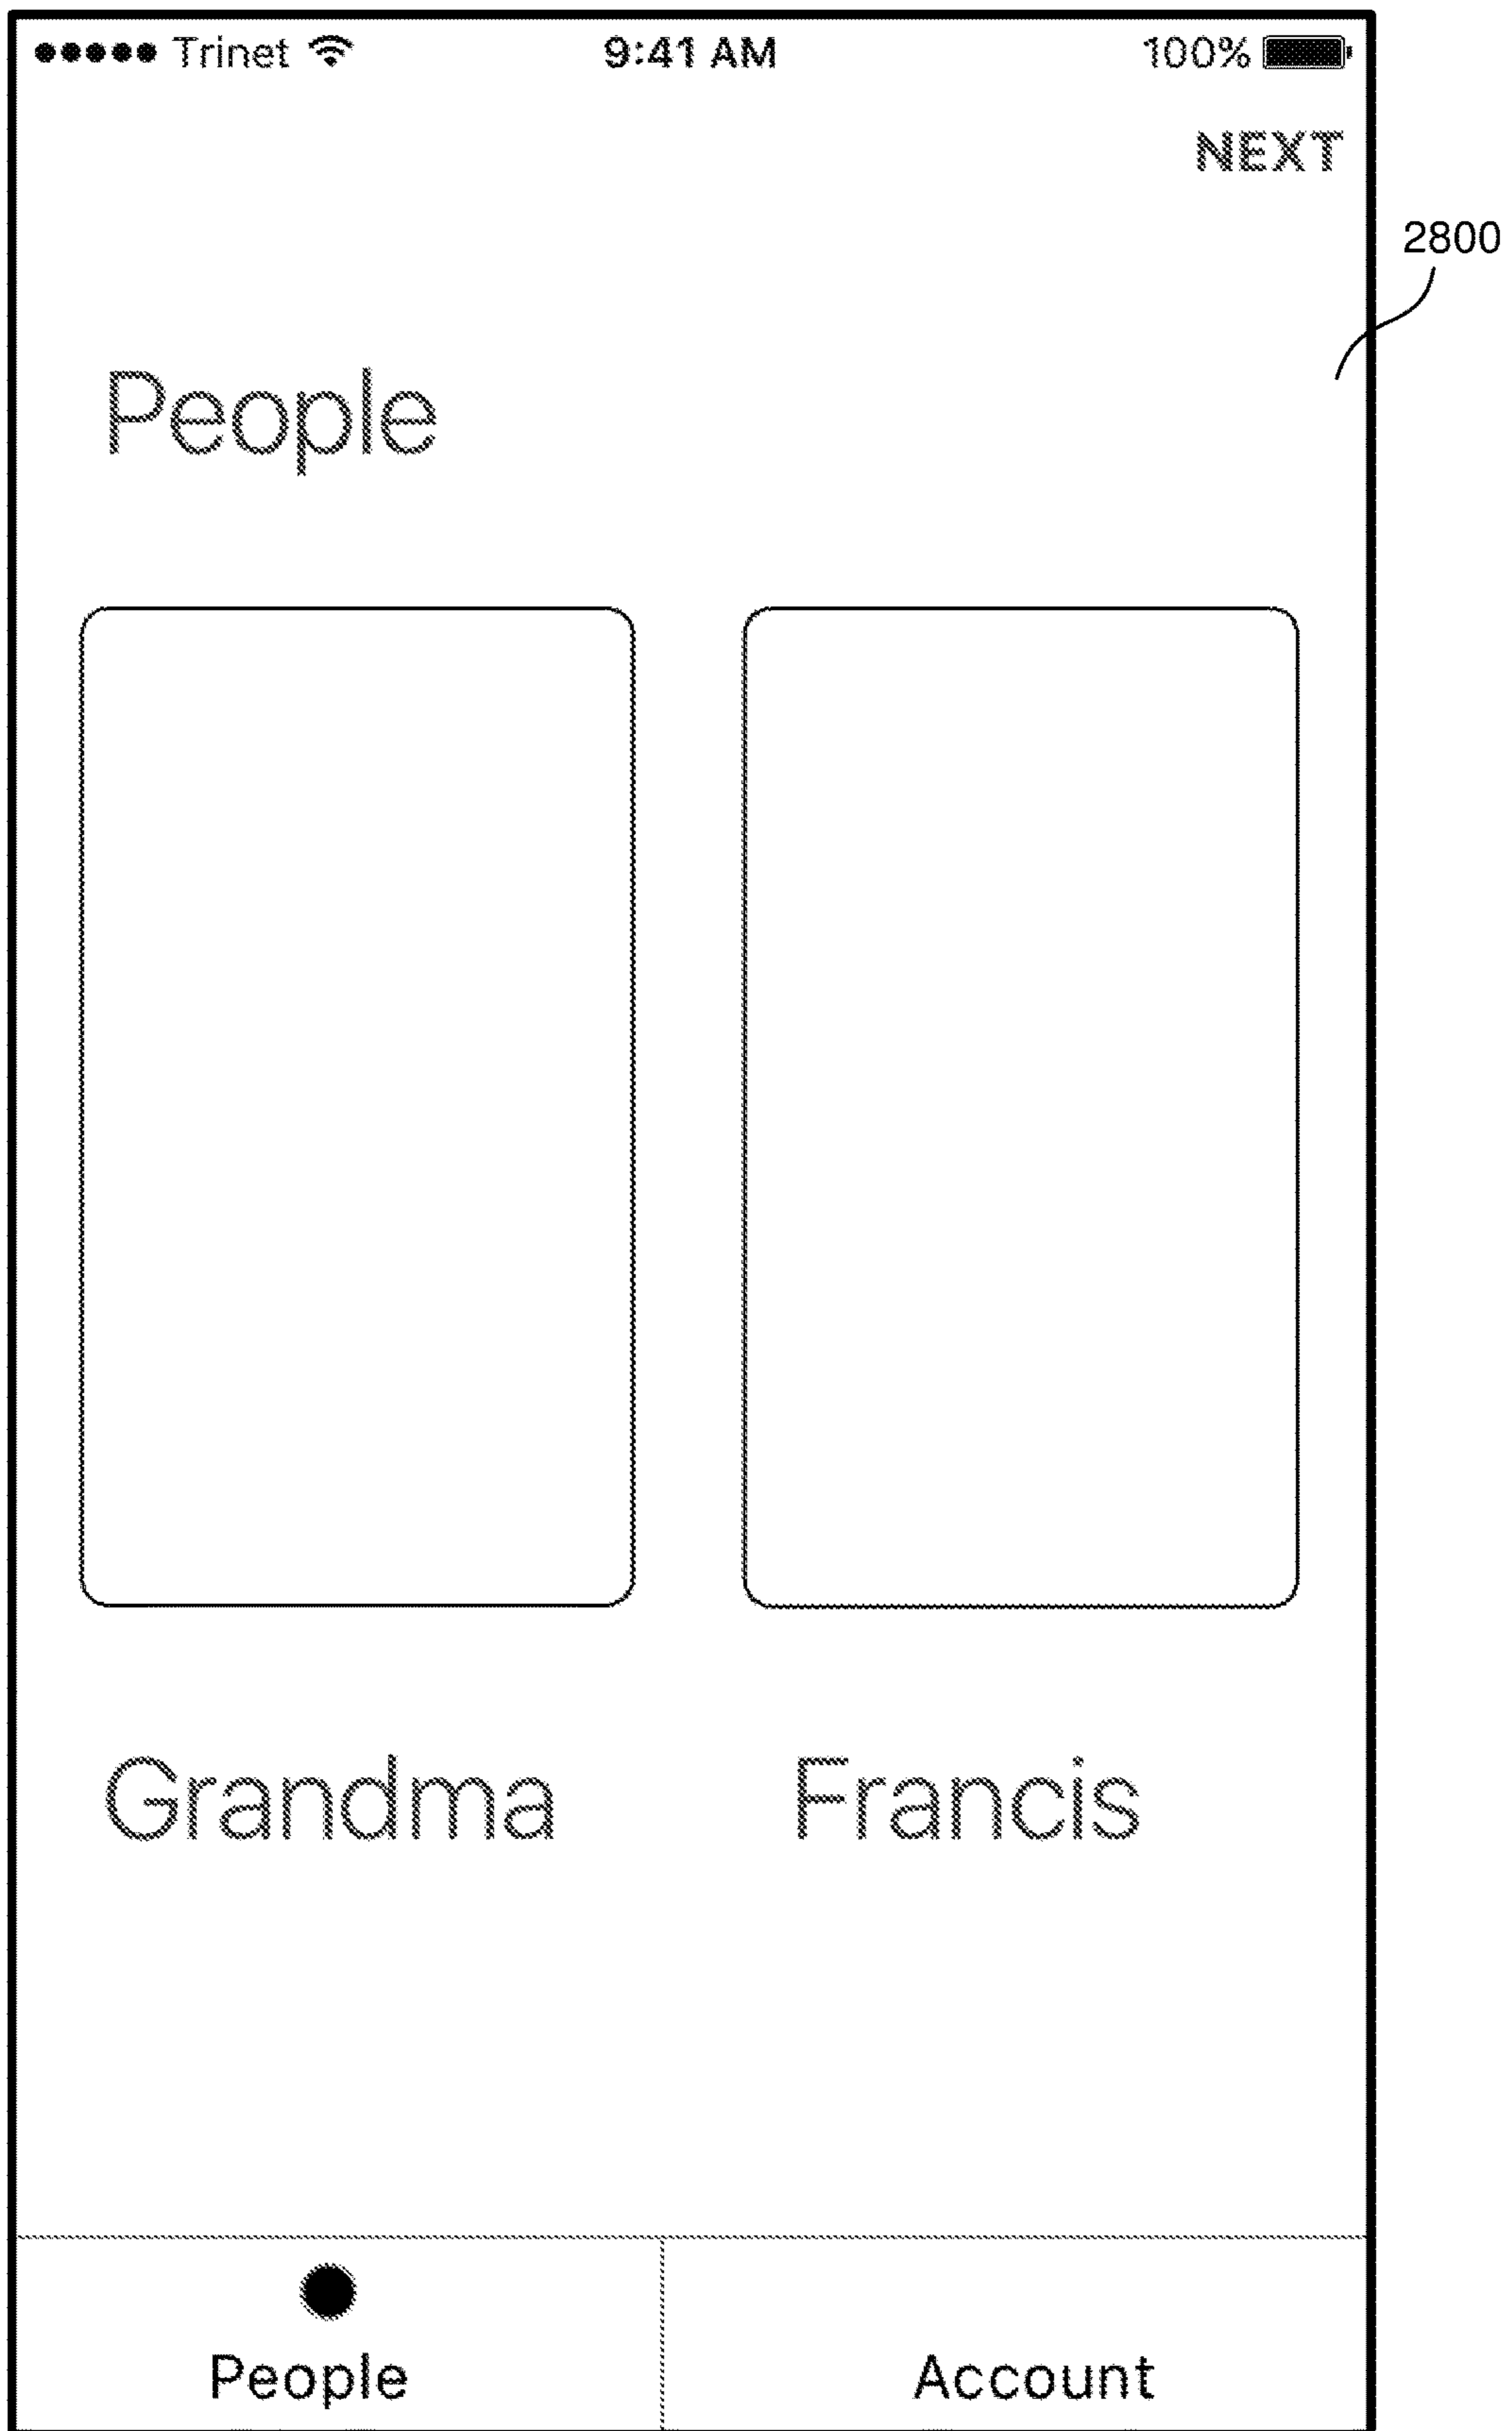 ●●●●● Trinet 9:41 AM 100%
NEXT
2800
People
Grandma Francis
People Account